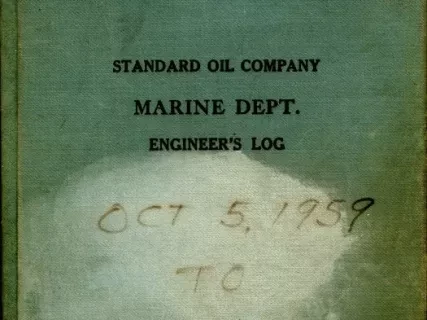 STANDARD OIL COMPANY
MARINE DEPT.
ENGINEER'S LOG
OCT 5, 1959
TO